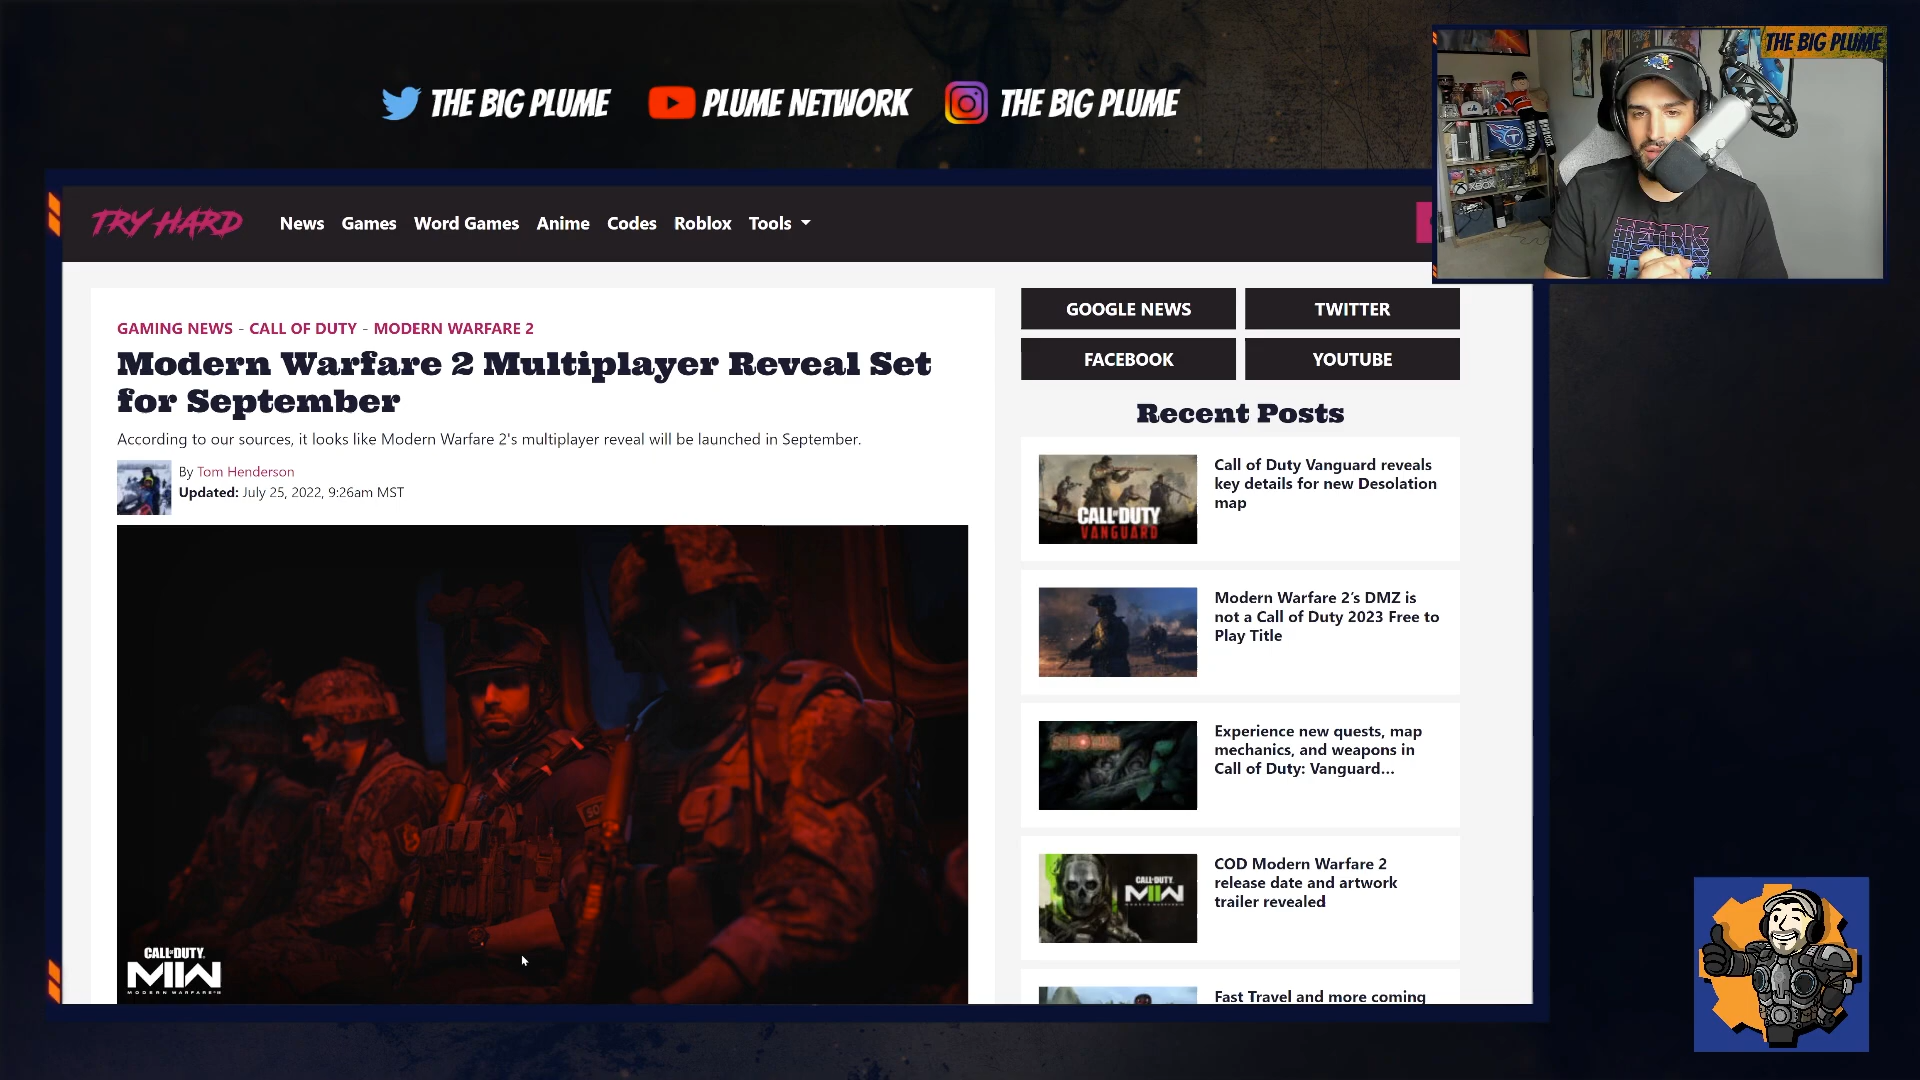 THE BIG PLUME
PLUME NETWORK
THE BIG PLUME
THE BIG PLUME
TRY HARD
News
Games
Word Games
Anime
Codes
Roblox
Tools
GAMING NEWS - CALL OF DUTY - MODERN WARFARE 2
Modern Warfare 2 Multiplayer Reveal Set
for September
According to our sources, it looks like Modern Warfare 2's multiplayer reveal will be launched in September.
By Tom Henderson
Updated: July 25, 2022, 9:26am MST
CALL OF DUTY
MW
MODERN WARFARE II
GOOGLE NEWS
TWITTER
FACEBOOK
YOUTUBE
Recent Posts
CALL OF DUTY
VANGUARD
Call of Duty Vanguard reveals
key details for new Desolation
map
Modern Warfare 2's DMZ is
not a Call of Duty 2023 Free to
Play Title
Experience new quests, map
mechanics, and weapons in
Call of Duty: Vanguard...
CALL OF DUTY
MW
COD Modern Warfare 2
release date and artwork
trailer revealed
Fast Travel and more coming